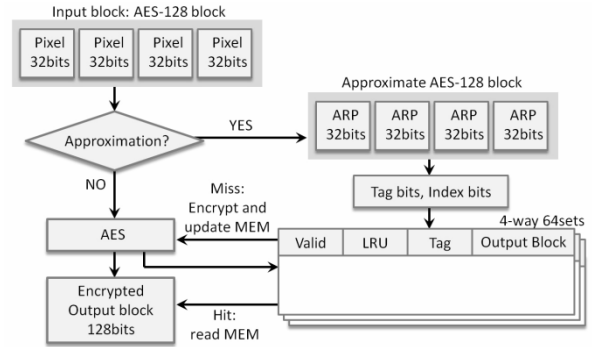 Input block: AES-128 block
Pixel 32bits
Pixel 32bits
Pixel 32bits
Pixel 32bits
Approximate AES-128 block
ARP 32bits
ARP 32bits
ARP 32bits
ARP 32bits
Approximation?
YES
NO
Tag bits, Index bits
Miss:
Encrypt and
update MEM
4-way 64sets
AES
Valid
LRU
Tag
Output Block
Encrypted
Output block
128bits
Hit:
read MEM